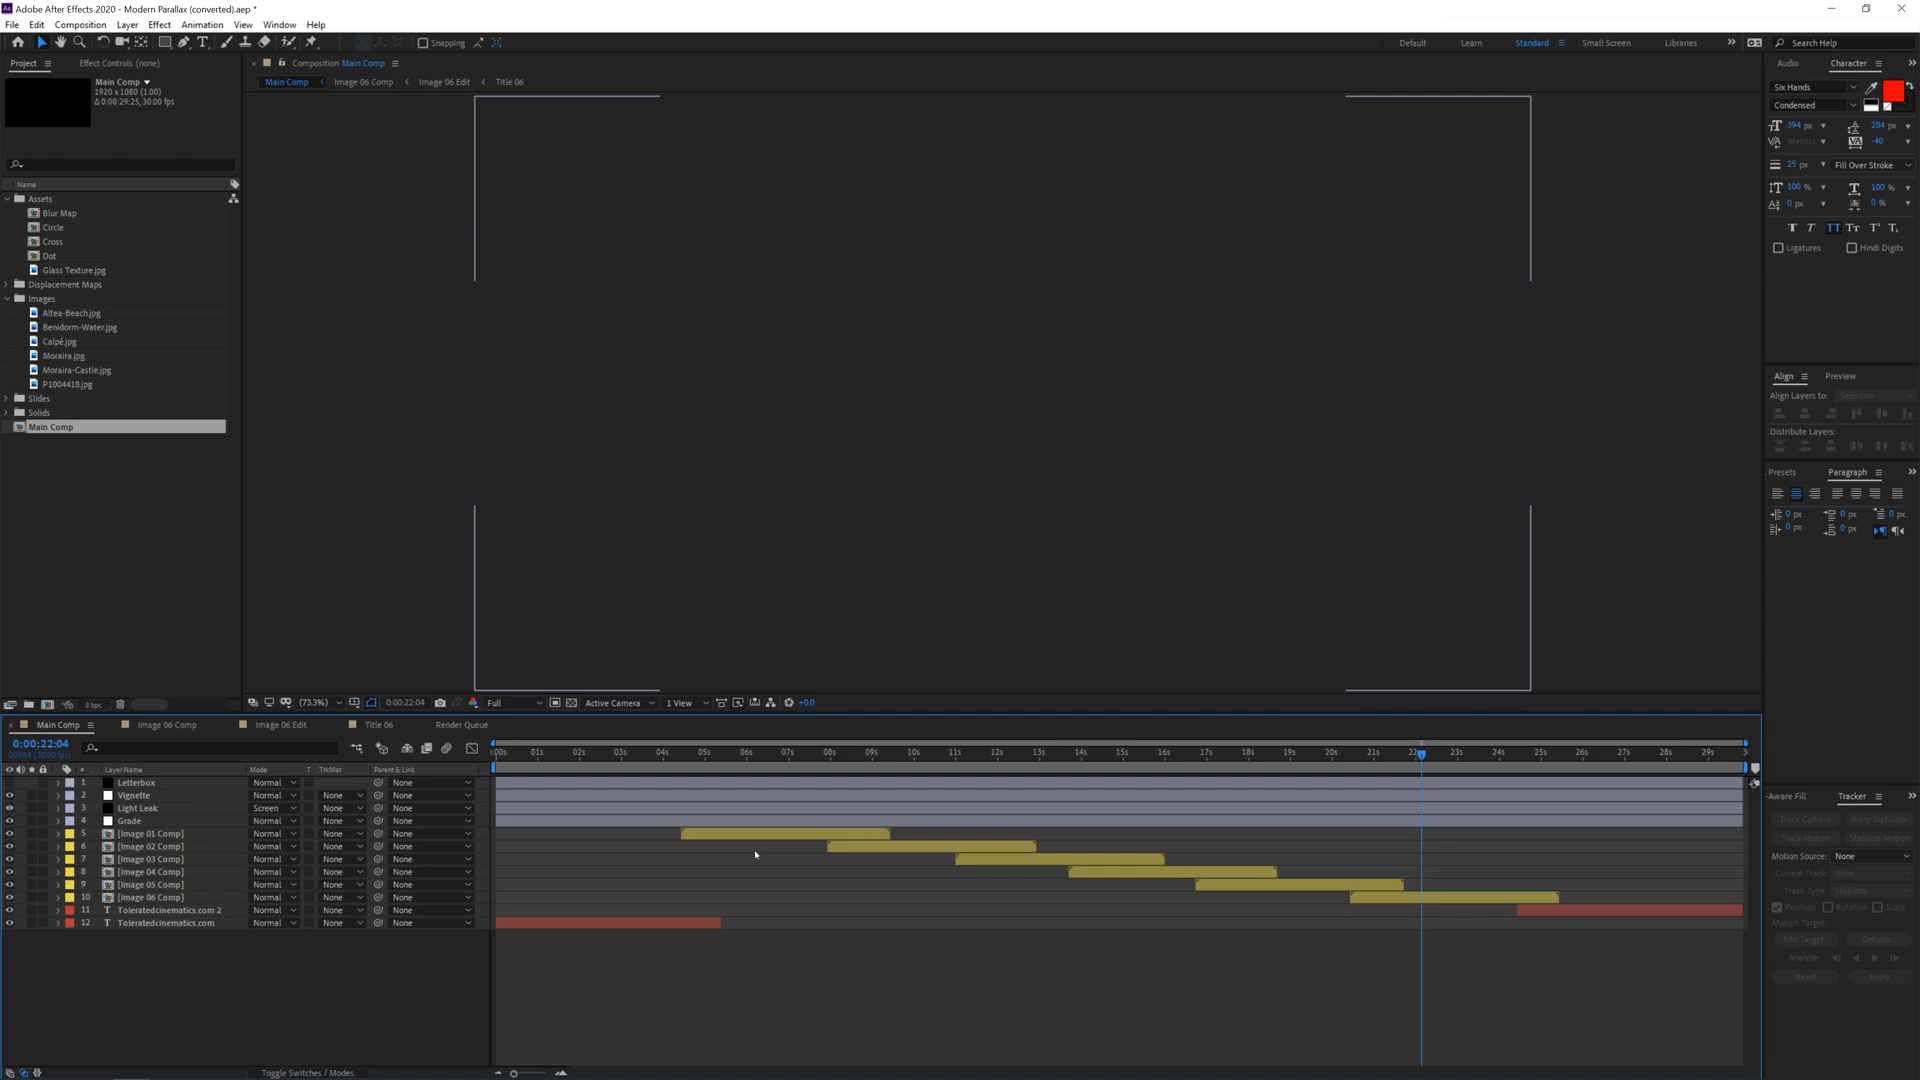 Adobe After Effects 2020 - Modern Parallax (converted).aep *
File Edit Composition Layer Effect Animation View Window Help
Snapping Default Learn Standard Small Screen Libraries Search Help
Project Effect Controls (none) Composition Main Comp Audio Character
Main Comp
1920 x 1080 (1.00)
Δ 0:00:29:25, 30.00 fps
Main Comp Image 06 Comp Image 06 Edit Title 06
Name
Assets
Blur Map
Circle
Cross
Dot
Glass Texture.jpg
Displacement Maps
Images
Altea-Beach.jpg
Benidorm-Water.jpg
Calpé.jpg
Moraira.jpg
Moraira-Castle.jpg
P1004418.jpg
Slides
Solids
Main Comp
8 bpc
(73.3%) 0:00:22:04 Full Active Camera 1 View +0.0
Six Hands
Condensed
394 px 284 px
Metrics -40
25 px Fill Over Stroke
100 % 100 %
0 px 0 %
Ligatures Hindi Digits
Align Preview
Align Layers to: Selection
Distribute Layers:
Presets Paragraph
0 px 0 px 0 px
0 px 0 px
-Aware Fill Tracker
Track Camera Warp Stabilizer
Track Motion Stabilize Motion
Motion Source: None
Current Track: None
Track Type: Stabilize
Position Rotation Scale
Motion Target:
Edit Target... Options...
Analyze:
Reset Apply
Main Comp Image 06 Comp Image 06 Edit Title 06 Render Queue
0:00:22:04
00664 (30.00 fps)
:00s 01s 02s 03s 04s 05s 06s 07s 08s 09s 10s 11s 12s 13s 14s 15s 16s 17s 18s 19s 20s 21s 22 23s 24s 25s 26s 27s 28s 29s 3
# Layer Name Mode T .TrkMat Parent & Link
1 Letterbox Normal None
2 Vignette Normal None None
3 Light Leak Screen None None
4 Grade Normal None None
5 [Image 01 Comp] Normal None None
6 [Image 02 Comp] Normal None None
7 [Image 03 Comp] Normal None None
8 [Image 04 Comp] Normal None None
9 [Image 05 Comp] Normal None None
10 [Image 06 Comp] Normal None None
11 Toleratedcinematics.com 2 Normal None None
12 Toleratedcinematics.com Normal None None
Toggle Switches / Modes